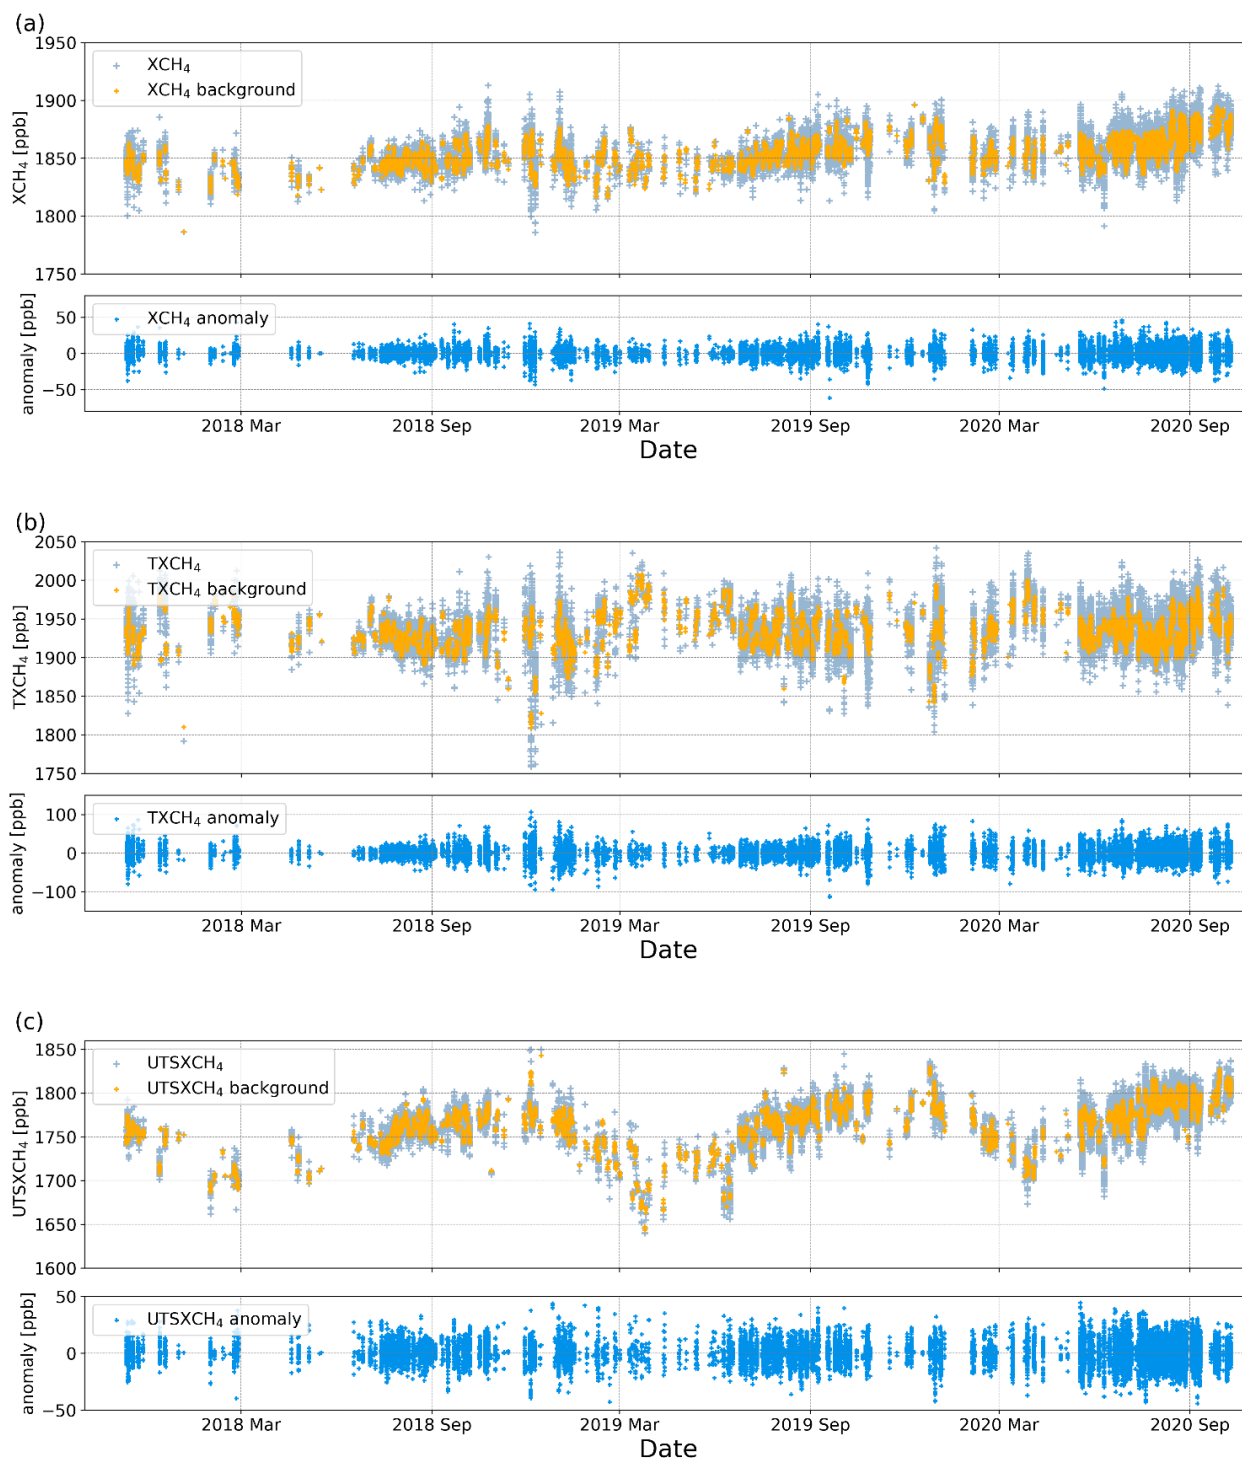 (a)
1950
1900
1850
1800
1750
XCH₄ [ppb]
XCH₄
XCH₄ background
50
0
−50
anomaly [ppb]
XCH₄ anomaly
2018 Mar 2018 Sep 2019 Mar 2019 Sep 2020 Mar 2020 Sep
Date
(b)
2050
2000
1950
1900
1850
1800
1750
TXCH₄ [ppb]
TXCH₄
TXCH₄ background
100
0
−100
anomaly [ppb]
TXCH₄ anomaly
2018 Mar 2018 Sep 2019 Mar 2019 Sep 2020 Mar 2020 Sep
Date
(c)
1850
1800
1750
1700
1650
1600
UTSXCH₄ [ppb]
UTSXCH₄
UTSXCH₄ background
50
0
−50
anomaly [ppb]
UTSXCH₄ anomaly
2018 Mar 2018 Sep 2019 Mar 2019 Sep 2020 Mar 2020 Sep
Date